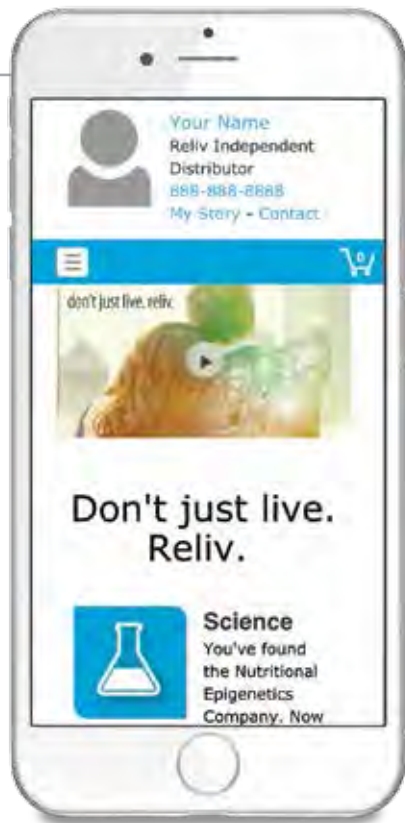 Your Name
Reliv Independent
Distributor
888-888-8888
My Story - Contact
0
don't just live. reliv.
Don't just live.
Reliv.
Science
You've found
the Nutritional
Epigenetics
Company. Now